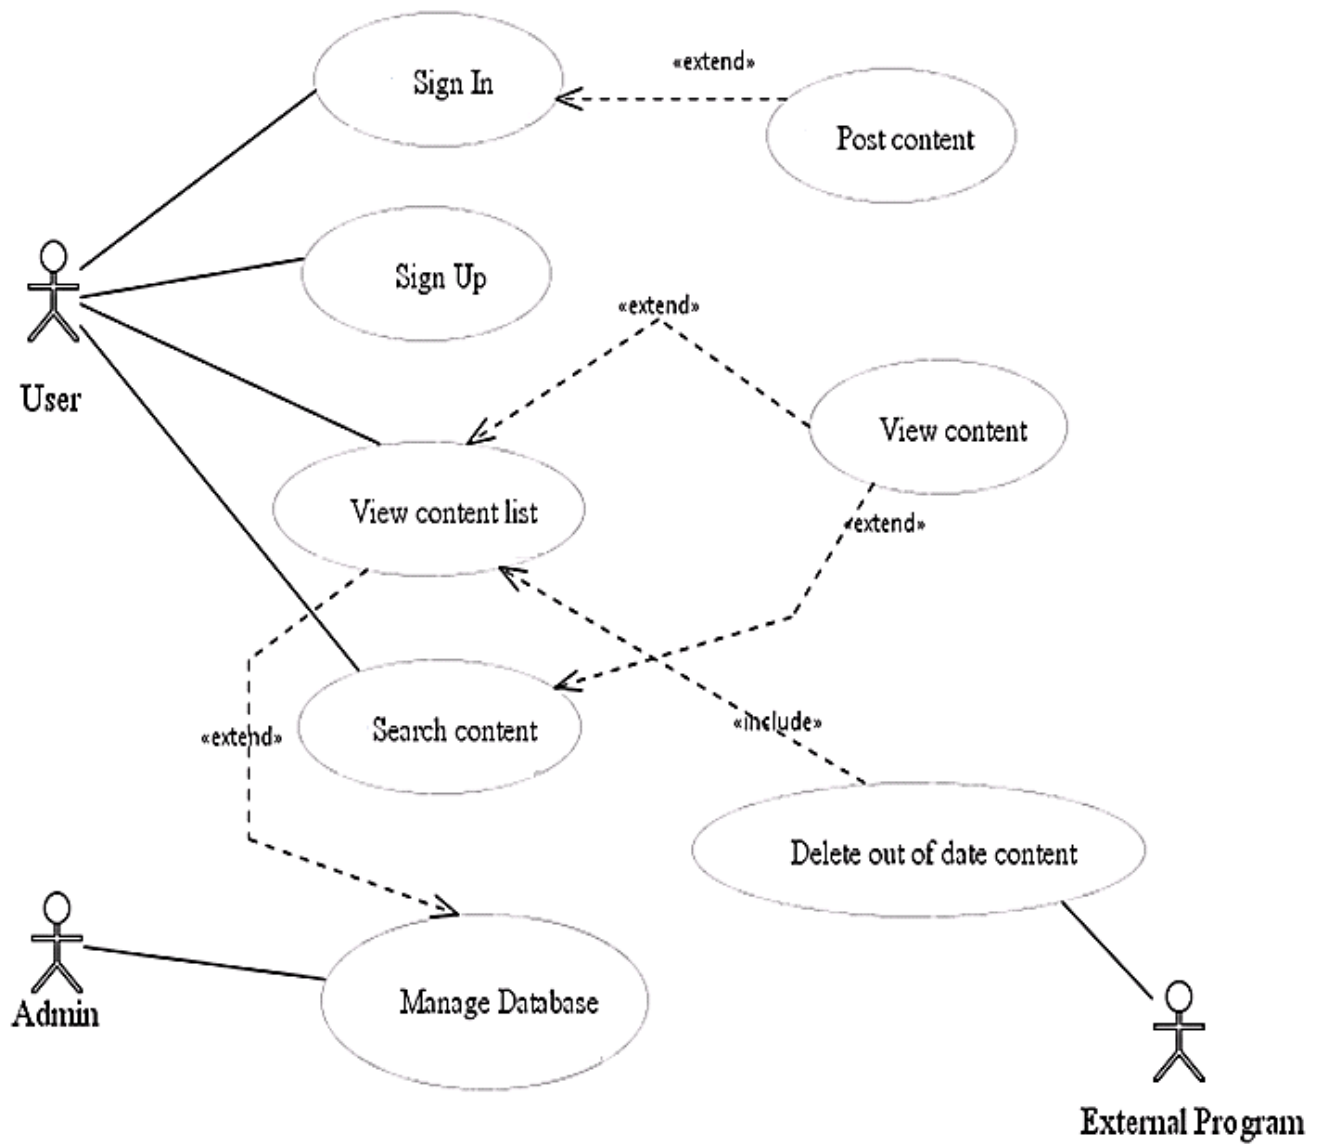 «extend»
Sign In
Post content
Sign Up
«extend»
User
View content
View content list
«extend»
«include»
Search content
«extend»
Delete out of date content
Manage Database
Admin
External Program